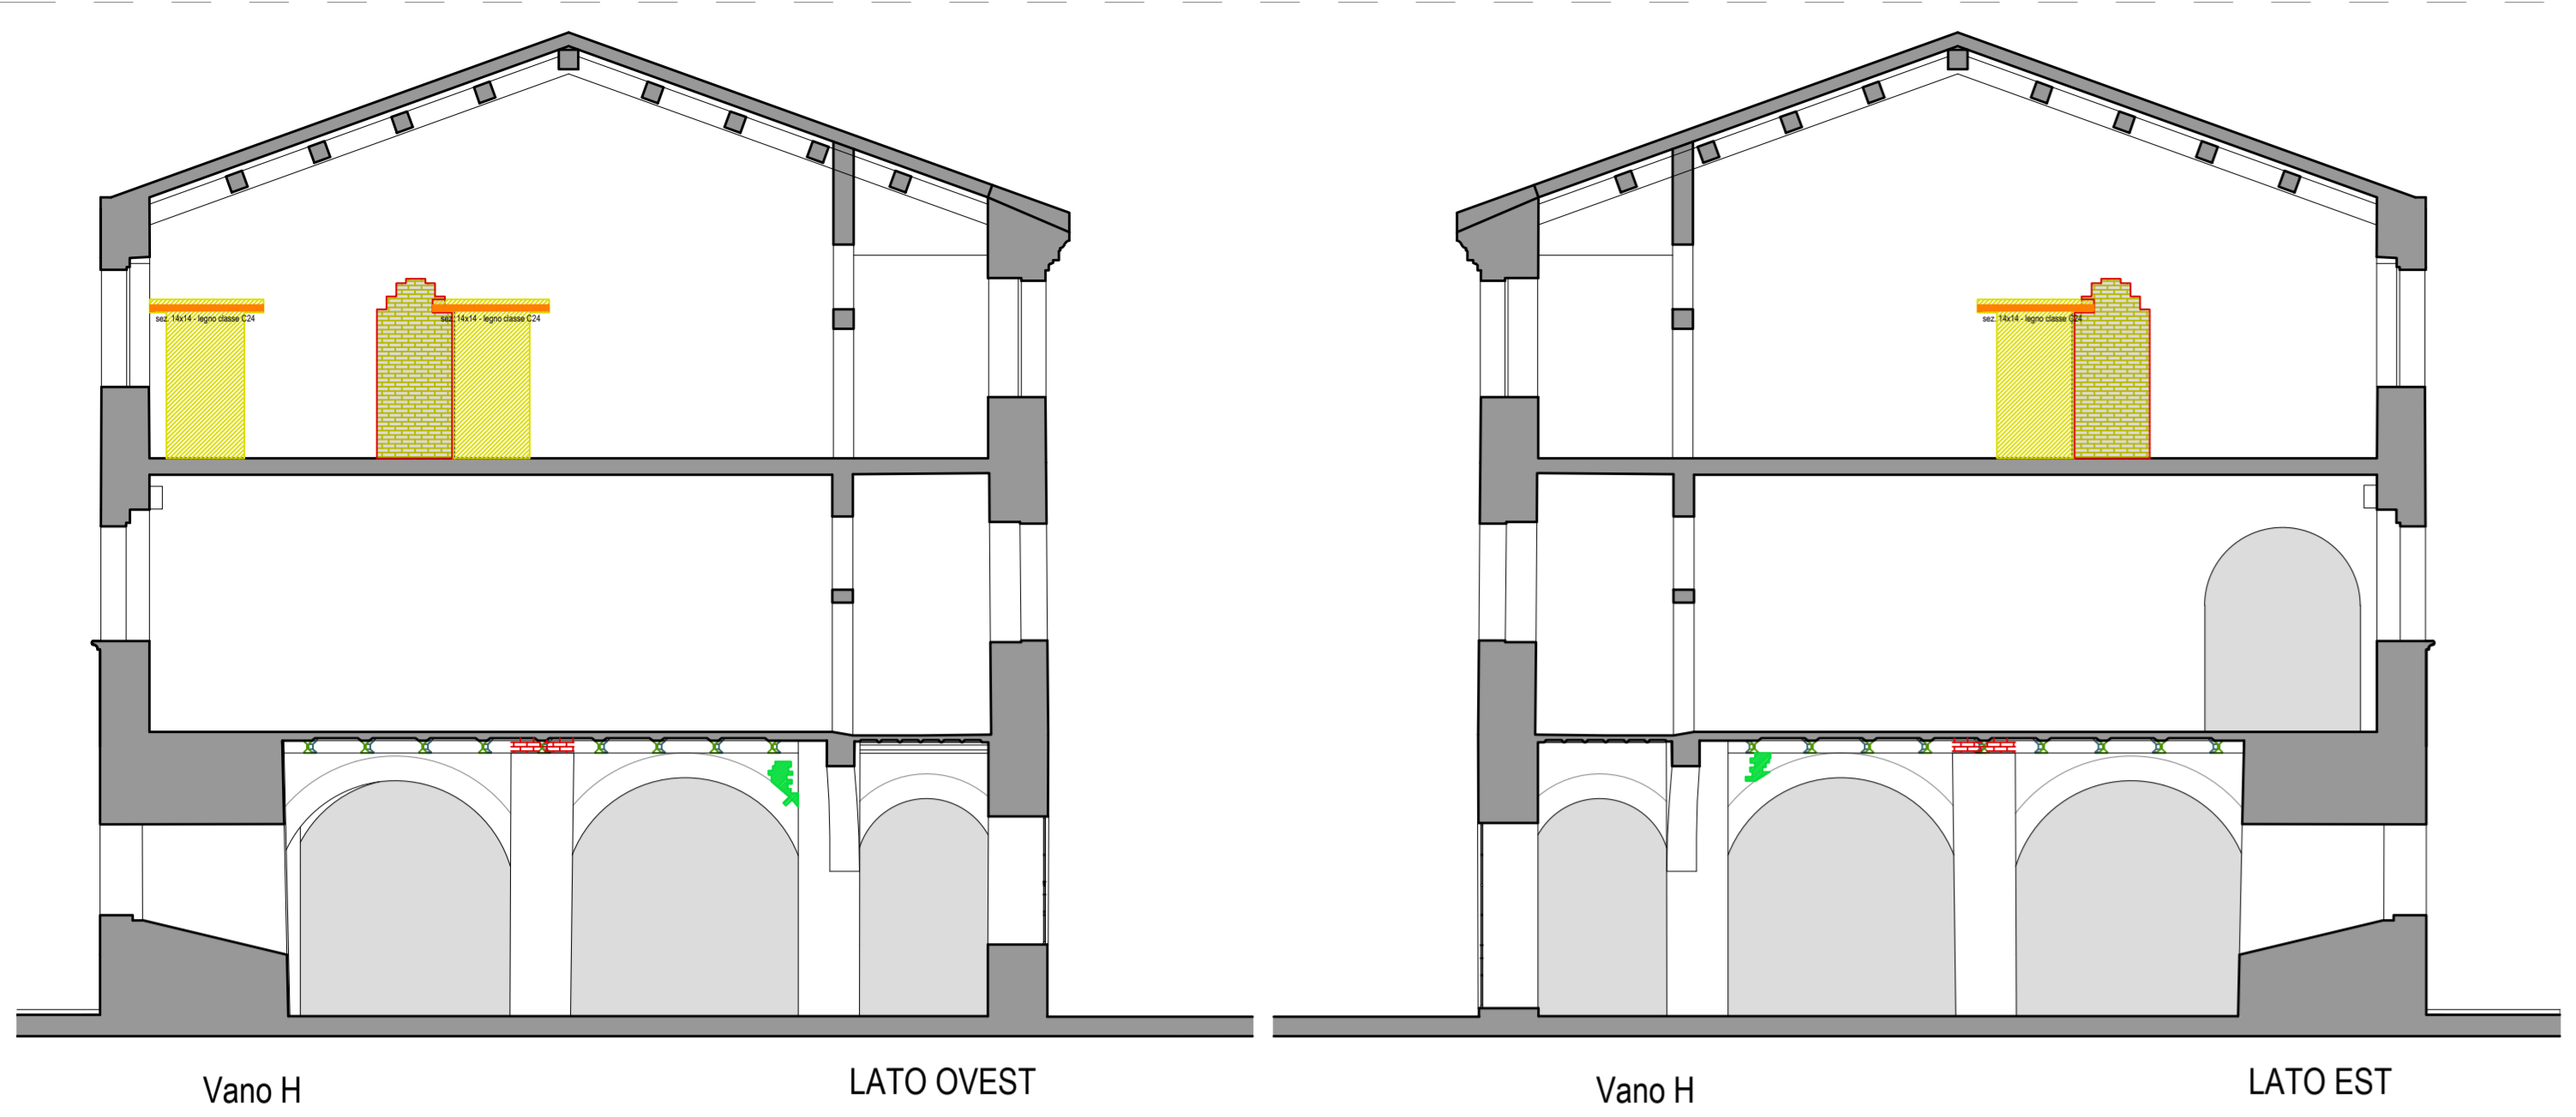 sez. 14x14 - legno classe C24
sez. 14x14 - legno classe C24
sez. 14x14 - legno classe C24
Vano H
LATO OVEST
Vano H
LATO EST